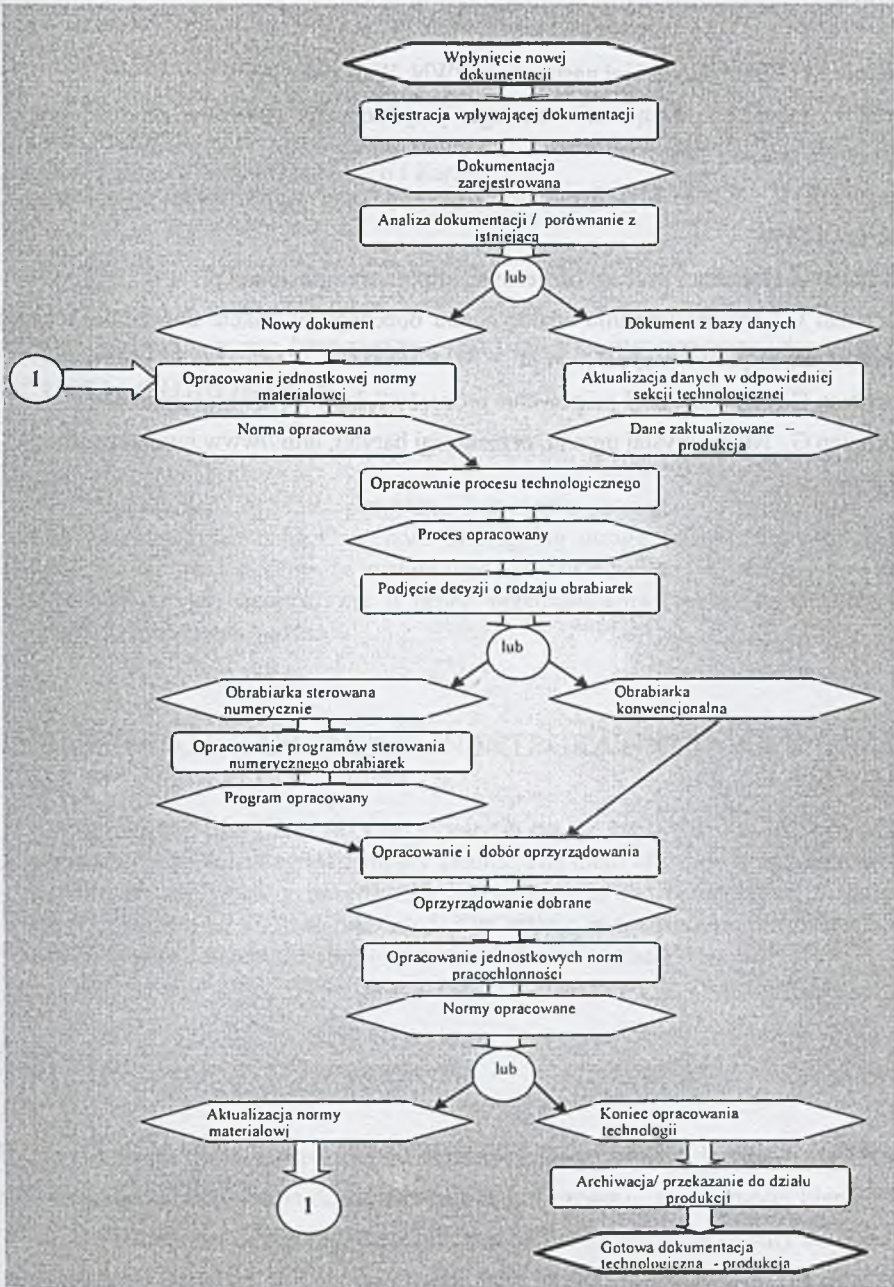 Wpłynięcie nowej
dokumentacji
Rejestracja wpływającej dokumentacji
Dokumentacja
zarejestrowana
Analiza dokumentacji / porównanie z
istniejącą
lub
Nowy dokument
Dokument z bazy danych
1
Opracowanie jednostkowej normy
materialowej
Aktualizacja danych w odpowiedniej
sekcji technologicznej
Norma opracowana
Dane zaktualizowane –
produkcja
Opracowanie procesu technologicznego
Proces opracowany
Podjęcie decyzji o rodzaju obrabiarek
lub
Obrabiarka sterowana
numerycznie
Obrabiarka
konwencjonalna
Opracowanie programów sterowania
numerycznego obrabiarek
Program opracowany
Opracowanie i dobór oprzyrządowania
Oprzyrządowanie dobrane
Opracowanie jednostkowych norm
pracochłonności
Normy opracowane
lub
Aktualizacja normy
materialowj
Koniec opracowania
technologii
1
Archiwacja/ przekazanie do działu
produkcji
Gotowa dokumentacja
technologiczna - produkcja